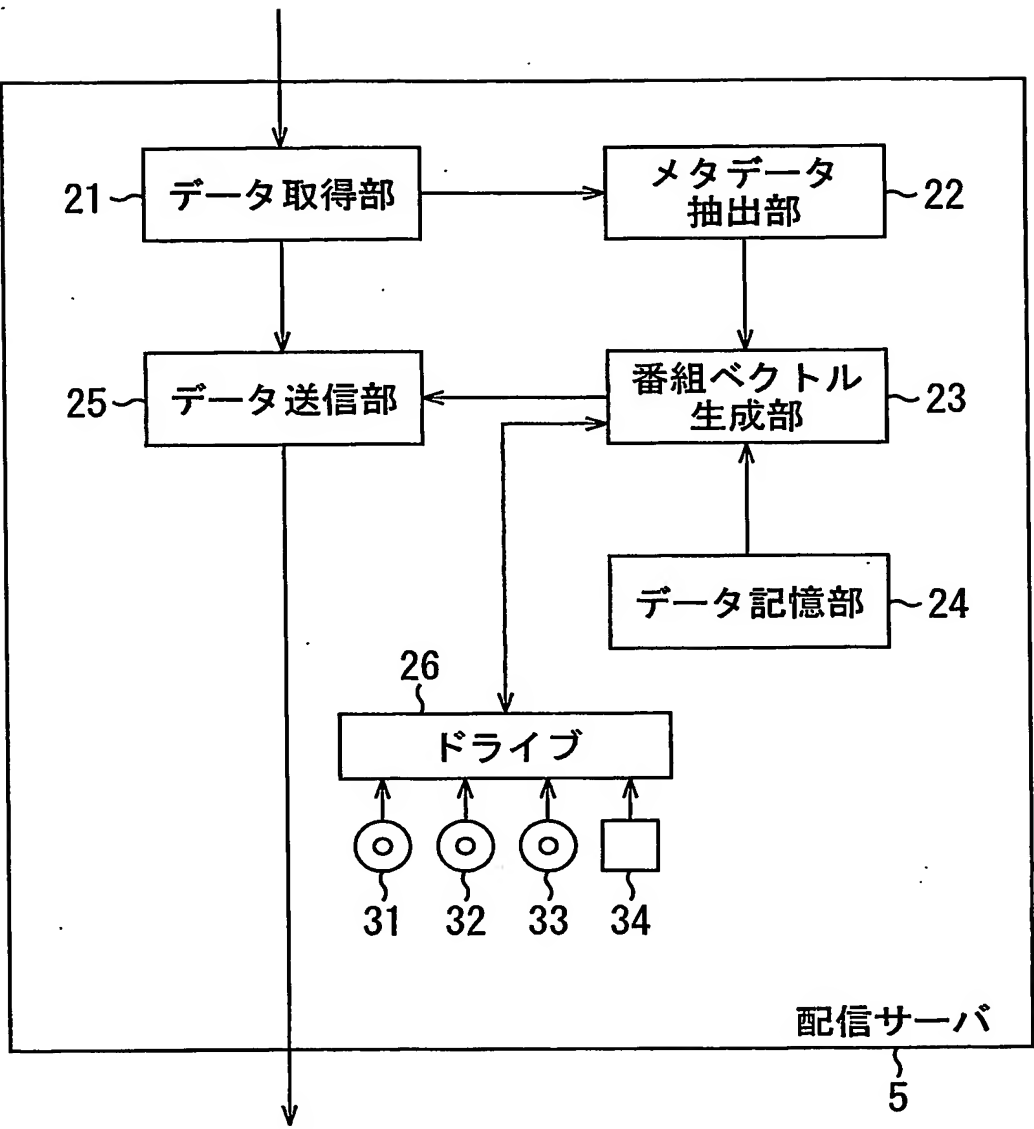 21
データ取得部
メタデータ
抽出部
22
25
データ送信部
番組ベクトル
生成部
23
データ記憶部
24
26
ドライブ
31
32
33
34
配信サーバ
5